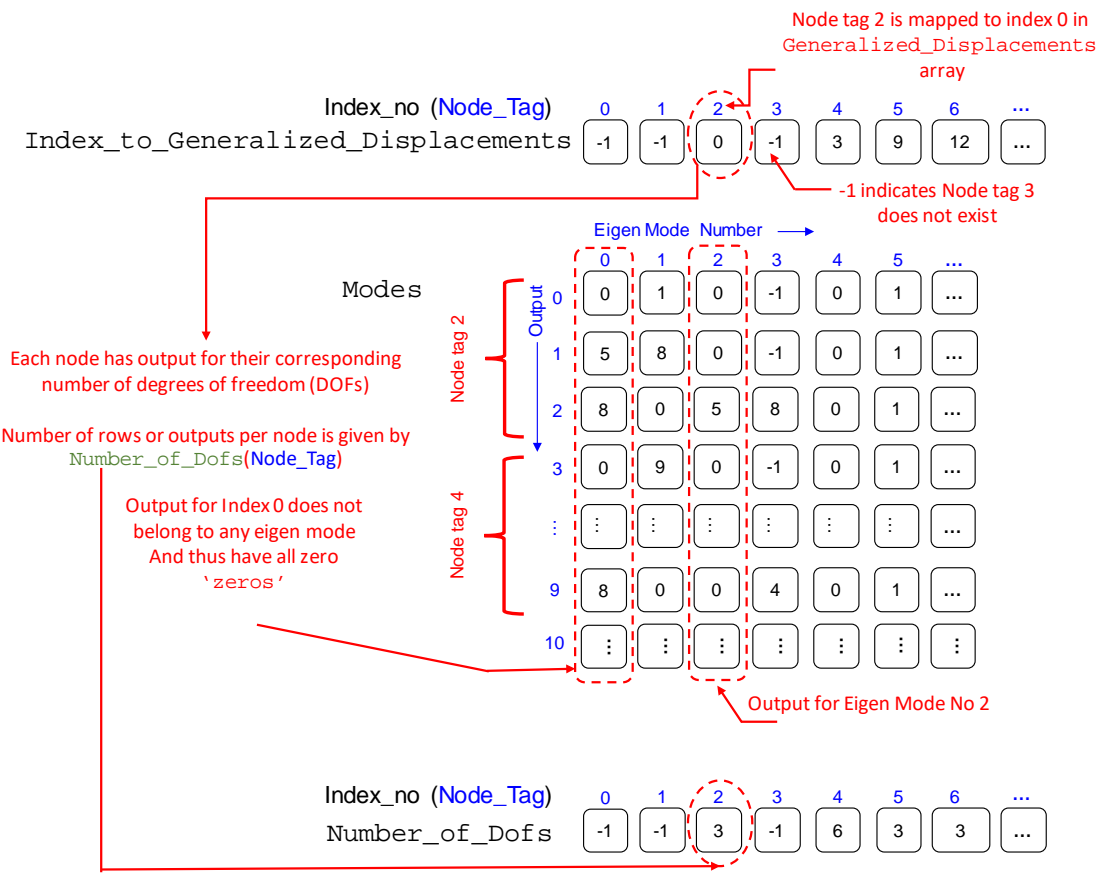 Node tag 2 is mapped to index 0 in
Generalized_Displacements
array
Index_no (Node_Tag) 0 1 2 3 4 5 6 ...
Index_to_Generalized_Displacements -1 -1 0 -1 3 9 12 ...
-1 indicates Node tag 3
does not exist
Eigen Mode Number
0 1 2 3 4 5 ...
Modes
Output
Node tag 2
0 0 1 0 -1 0 1 ...
1 5 8 0 -1 0 1 ...
2 8 0 5 8 0 1 ...
Node tag 4
3 0 9 0 -1 0 1 ...
⋮ ⋮ ⋮ ⋮ ⋮ ⋮ ⋮ ...
9 8 0 0 4 0 1 ...
10 ⋮ ⋮ ⋮ ⋮ ⋮ ⋮ ⋮
Each node has output for their corresponding
number of degrees of freedom (DOFs)
Number of rows or outputs per node is given by
Number_of_Dofs(Node_Tag)
Output for Index 0 does not
belong to any eigen mode
And thus have all zero
‘zeros’
Output for Eigen Mode No 2
Index_no (Node_Tag) 0 1 2 3 4 5 6 ...
Number_of_Dofs -1 -1 3 -1 6 3 3 ...